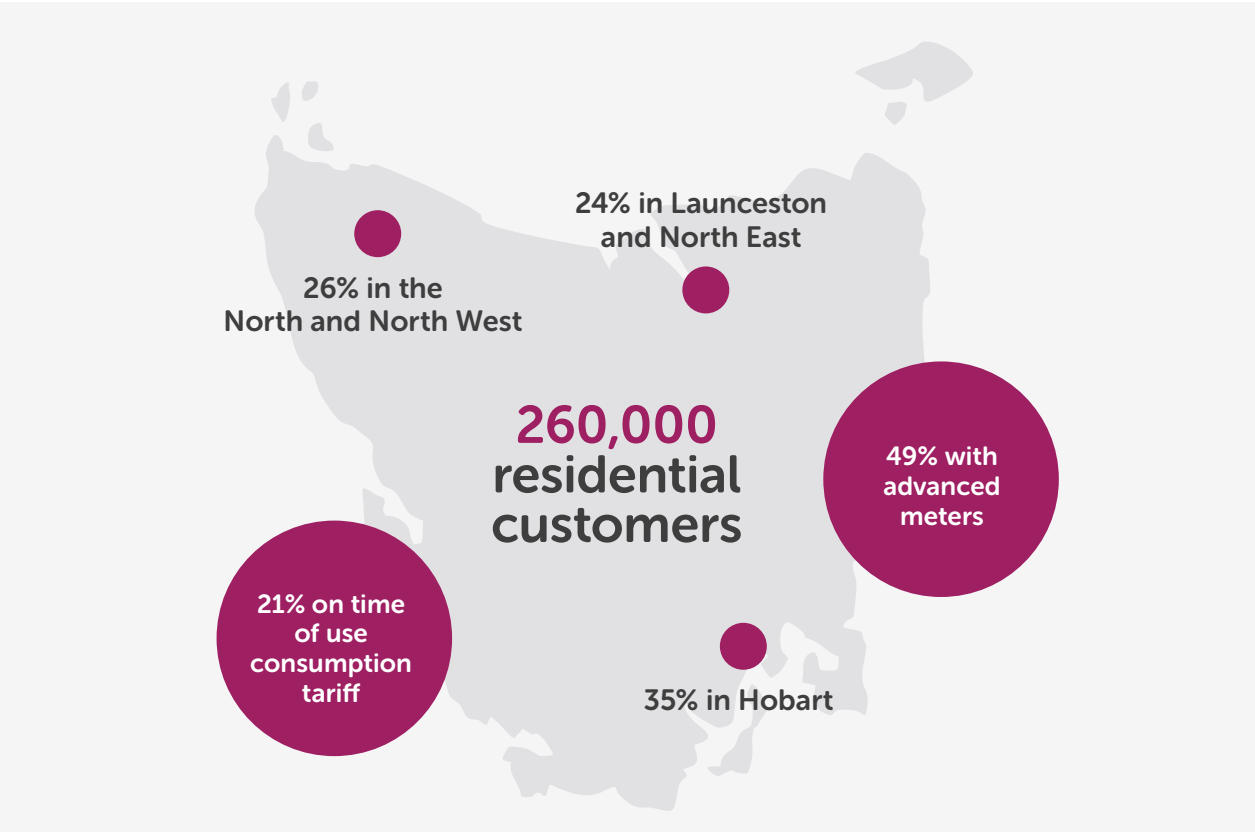 24% in Launceston
and North East
26% in the
North and North West
260,000
residential
customers
49% with
advanced
meters
21% on time
of use
consumption
tariff
35% in Hobart